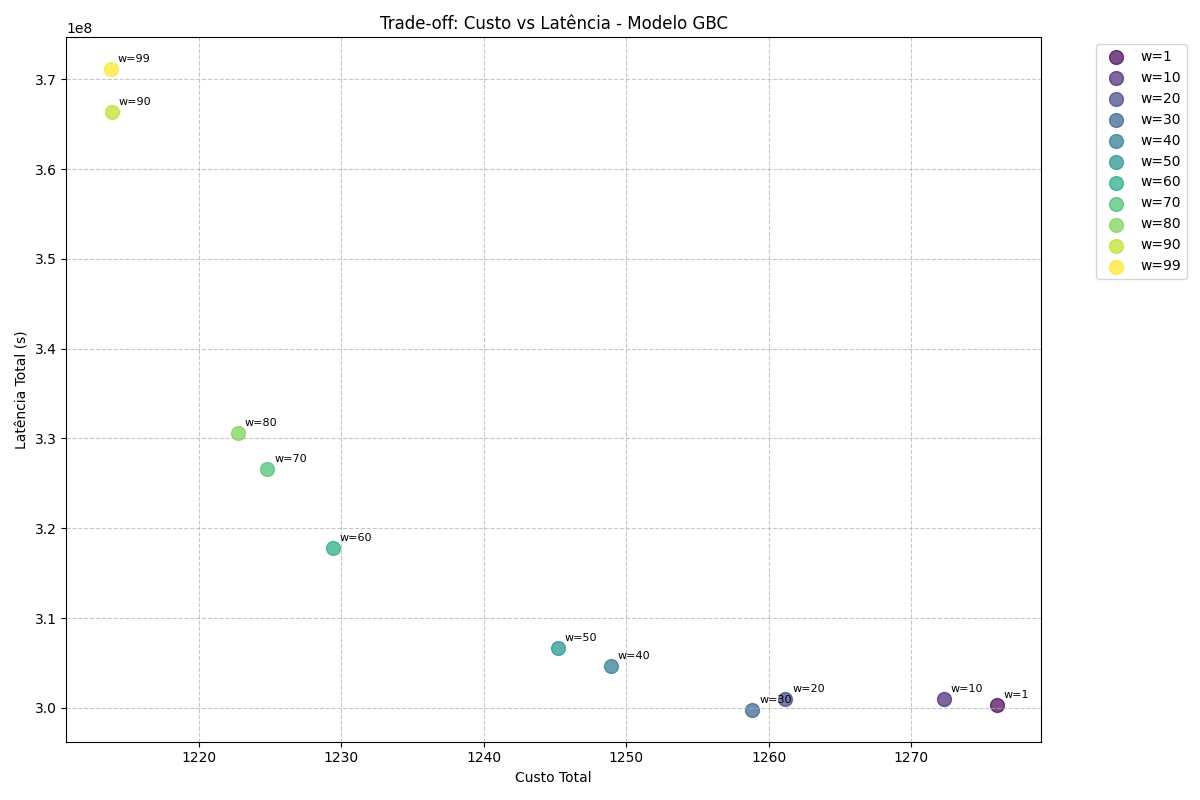 Trade-off: Custo vs Latência - Modelo GBC
1e8
3.7
3.6
3.5
3.4
3.3
3.2
3.1
3.0
Latência Total (s)
w=99
w=90
w=80
w=70
w=60
w=50
w=40
w=30
w=20
w=10
w=1
1220
1230
1240
1250
1260
1270
Custo Total
w=1
w=10
w=20
w=30
w=40
w=50
w=60
w=70
w=80
w=90
w=99